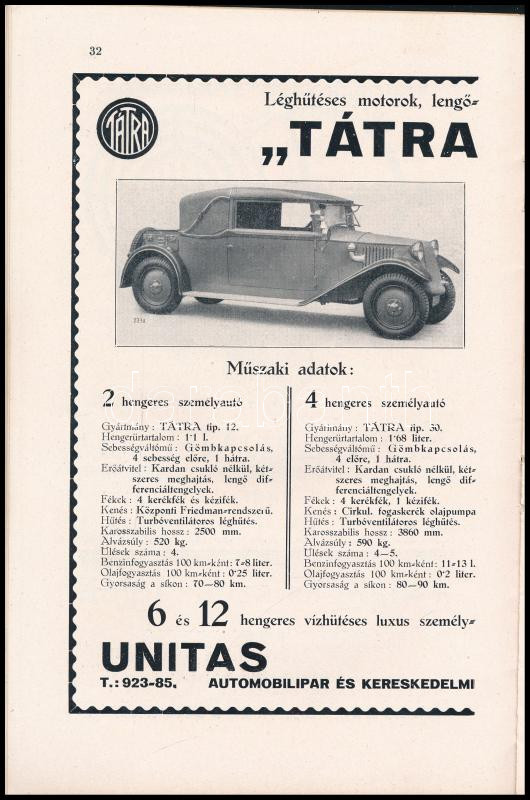 32
TÁTRA
Léghűtéses motorok, lengő-
„TÁTRA
Műszaki adatok:
2 hengeres személyautó
Gyártmány: TÁTRA tip. 12.
Hengerürtartalom: 1·1 l.
Sebességváltómű: Gömbkapcsolás,
4 sebesség előre, 1 hátra.
Erőátvitel: Kardan csukló nélkül, két-
szeres meghajtás, lengő dif-
ferenciáltengelyek.
Fékek: 4 kerékfék és kézifék.
Kenés: Központi Friedman-rendszerű.
Hűtés: Turbóventilátoros léghűtés.
Karosszabilis hossz: 2500 mm.
Alvázsúly: 520 kg.
Ülések száma: 4.
Benzinfogyasztás 100 km-ként: 7-8 liter.
Olajfogyasztás 100 km-ként: 0·25 liter.
Gyorsaság a síkon: 70—80 km.
4 hengeres személyautó
Gyártmány: TÁTRA tip. 30.
Hengerürtartalom: 1·68 liter.
Sebességváltómű: Gömbkapcsolás,
4 előre, 1 hátra.
Erőátvitel: Kardan csukló nélkül, két-
szeres meghajtás, lengő dif-
ferenciáltengelyek.
Fékek: 4 kerékfék, 1 kézifék.
Kenés: Cirkul. fogaskerék olajpumpa
Hűtés: Turbóventilátoros léghűtés.
Karosszabilis hossz: 3860 mm.
Alvázsúly: 590 kg.
Ülések száma: 4—5.
Benzinfogyasztás 100 km-ként: 11-13 l.
Olajfogyasztás 100 km-ként: 0·2 liter.
Gyorsaság a síkon: 80—90 km.
6 és 12 hengeres vízhűtéses luxus személy-
UNITAS
T.: 923-85. AUTOMOBILIPAR ÉS KERESKEDELMI